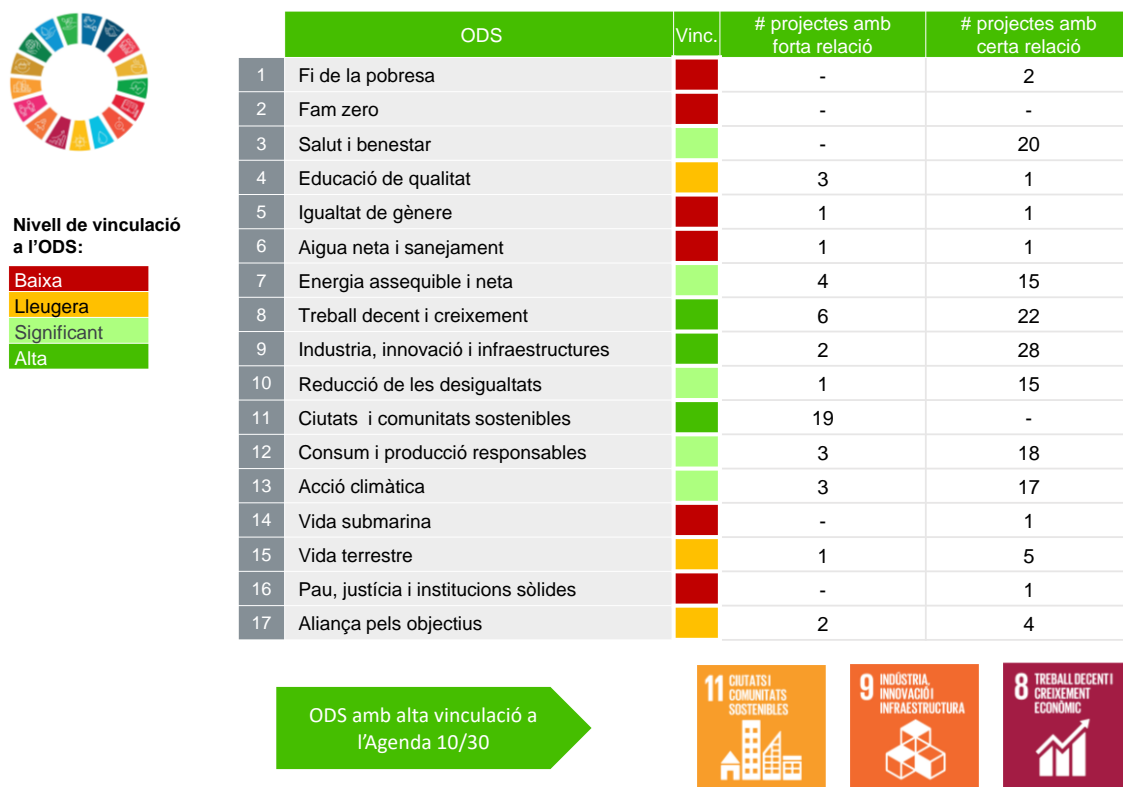 ODS Vinc. # projectes amb forta relació # projectes amb certa relació
1 Fi de la pobresa - 2
2 Fam zero - -
3 Salut i benestar - 20
4 Educació de qualitat 3 1
5 Igualtat de gènere 1 1
6 Aigua neta i sanejament 1 1
7 Energia assequible i neta 4 15
8 Treball decent i creixement 6 22
9 Industria, innovació i infraestructures 2 28
10 Reducció de les desigualtats 1 15
11 Ciutats i comunitats sostenibles 19 -
12 Consum i producció responsables 3 18
13 Acció climàtica 3 17
14 Vida submarina - 1
15 Vida terrestre 1 5
16 Pau, justícia i institucions sòlides - 1
17 Aliança pels objectius 2 4
Nivell de vinculació
a l'ODS:
Baixa
Lleugera
Significant
Alta
ODS amb alta vinculació a
l'Agenda 10/30
11 CIUTATS I
COMUNITATS
SOSTENIBLES
9 INDÚSTRIA,
INNOVACIÓ I
INFRAESTRUCTURA
8 TREBALL DECENT I
CREIXEMENT
ECONÒMIC